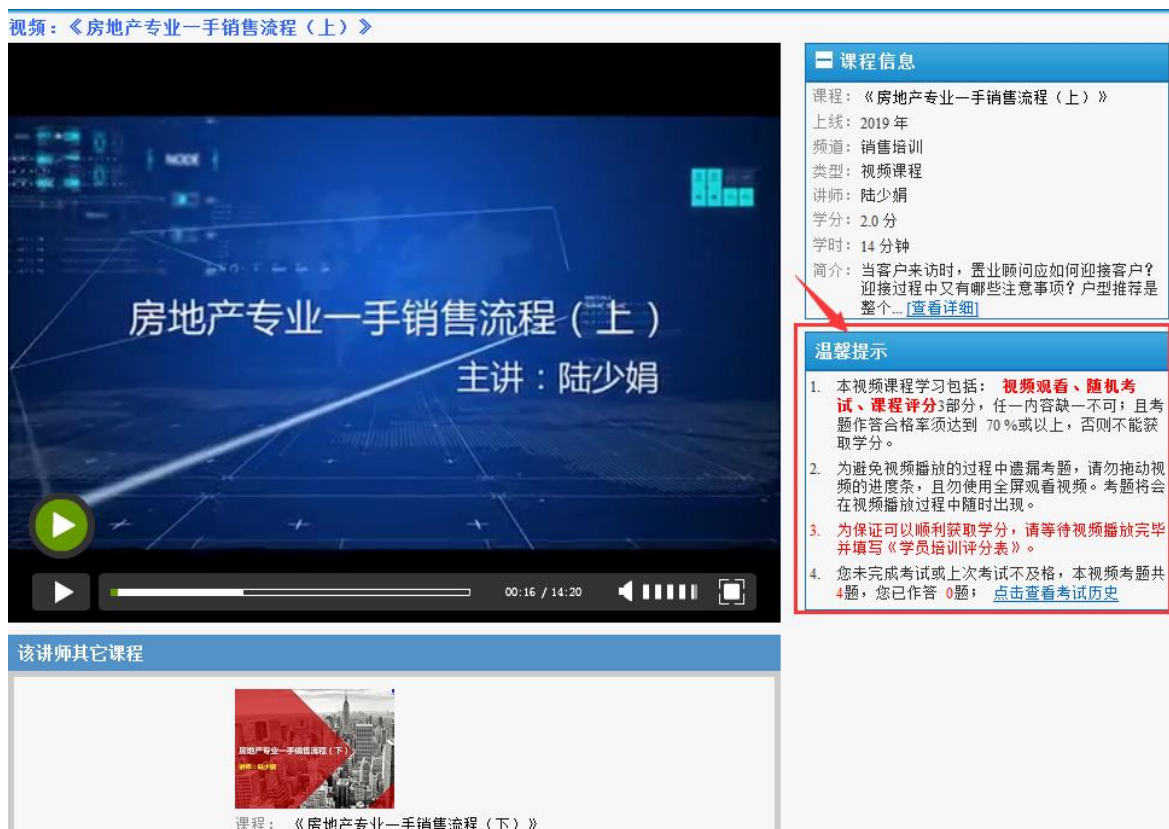 视频：《房地产专业一手销售流程（上）》
NODE
房地产专业一手销售流程（上）
主讲：陆少娟
00:16 / 14:20
课程信息
课程：《房地产专业一手销售流程（上）》
上线：2019 年
频道：销售培训
类型：视频课程
讲师：陆少娟
学分：2.0 分
学时：14 分钟
简介：当客户来访时，置业顾问应如何迎接客户？
迎接过程中又有哪些注意事项？户型推荐是
整个... [查看详细]
温馨提示
1. 本视频课程学习包括： 视频观看、随机考
试、课程评分3部分，任一内容缺一不可；且考
题作答合格率须达到 70 %或以上，否则不能获
取学分。
2. 为避免视频播放的过程中遗漏考题，请勿拖动视
频的进度条，且勿使用全屏观看视频。考题将会
在视频播放过程中随时出现。
3. 为保证可以顺利获取学分，请等待视频播放完毕
并填写《学员培训评分表》。
4. 您未完成考试或上次考试不及格，本视频考题共
4题，您已作答 0题； 点击查看考试历史
该讲师其它课程
房地产专业一手销售流程（下）
讲师：陆少娟
课程：《房地产专业一手销售流程（下）》